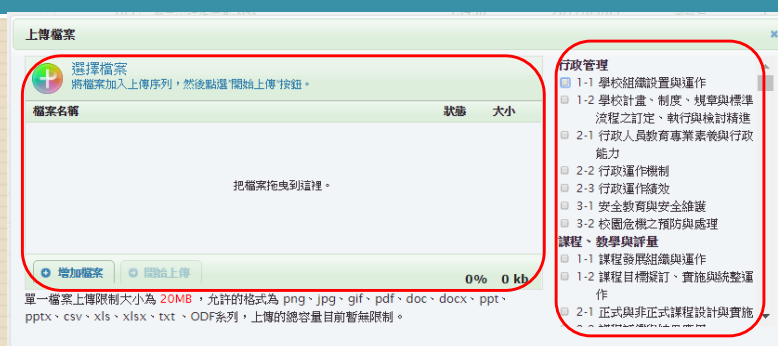 上傳檔案
選擇檔案
將檔案加入上傳序列，然後點選"開始上傳"按鈕。
檔案名稱 狀態 大小
把檔案拖曳到這裡。
增加檔案 開始上傳 0% 0 kb
單一檔案上傳限制大小為 20MB ，允許的格式為 png、jpg、gif、pdf、doc、docx、ppt、
pptx、csv、xls、xlsx、txt 、ODF系列，上傳的總容量目前暫無限制。
行政管理
1-1 學校組織設置與運作
1-2 學校計畫、制度、規章與標準
流程之訂定、執行與檢討精進
2-1 行政人員教育專業素養與行政
能力
2-2 行政運作機制
2-3 行政運作績效
3-1 安全教育與安全維護
3-2 校園危機之預防與處理
課程、教學與評量
1-1 課程發展組織與運作
1-2 課程目標擬訂、實施與統整運
作
2-1 正式與非正式課程設計與實施